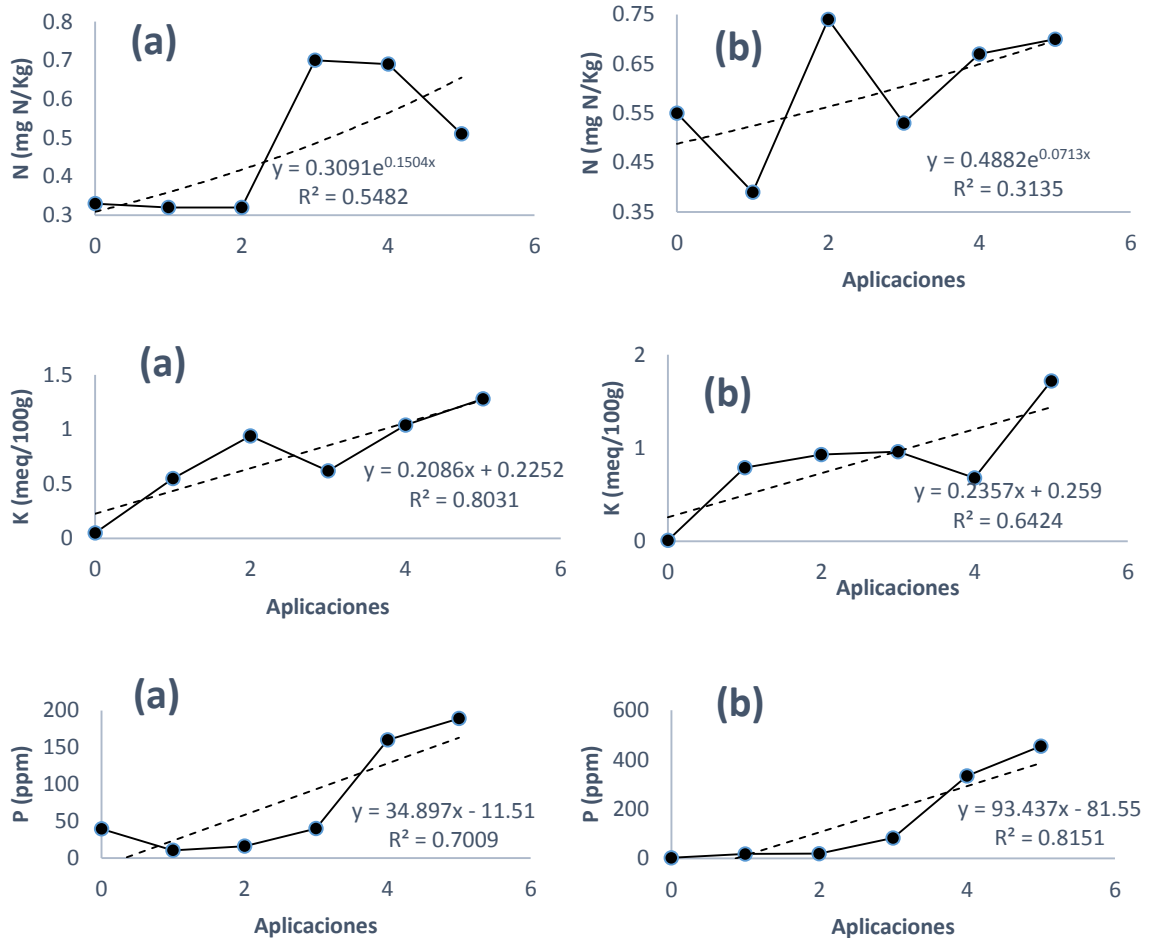 (a)
N (mg N/Kg)
0.8
0.7
0.6
0.5
0.4
0.3
y = 0.3091e^0.1504x
R² = 0.5482
0 2 4 6
(b)
N (mg N/Kg)
0.75
0.65
0.55
0.45
0.35
y = 0.4882e^0.0713x
R² = 0.3135
0 2 4 6
Aplicaciones
(a)
K (meq/100g)
1.5
1
0.5
0
y = 0.2086x + 0.2252
R² = 0.8031
0 2 4 6
Aplicaciones
(b)
K (meq/100g)
2
1
0
y = 0.2357x + 0.259
R² = 0.6424
0 2 4 6
Aplicaciones
(a)
P (ppm)
200
150
100
50
0
y = 34.897x - 11.51
R² = 0.7009
0 2 4 6
Aplicaciones
(b)
P (ppm)
600
400
200
0
y = 93.437x - 81.55
R² = 0.8151
0 2 4 6
Aplicaciones